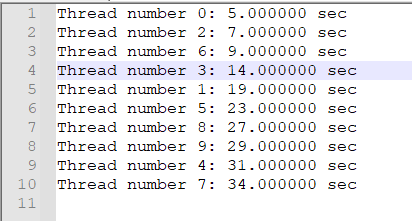 1 Thread number 0: 5.000000 sec
2 Thread number 2: 7.000000 sec
3 Thread number 6: 9.000000 sec
4 Thread number 3: 14.000000 sec
5 Thread number 1: 19.000000 sec
6 Thread number 5: 23.000000 sec
7 Thread number 8: 27.000000 sec
8 Thread number 9: 29.000000 sec
9 Thread number 4: 31.000000 sec
10 Thread number 7: 34.000000 sec
11